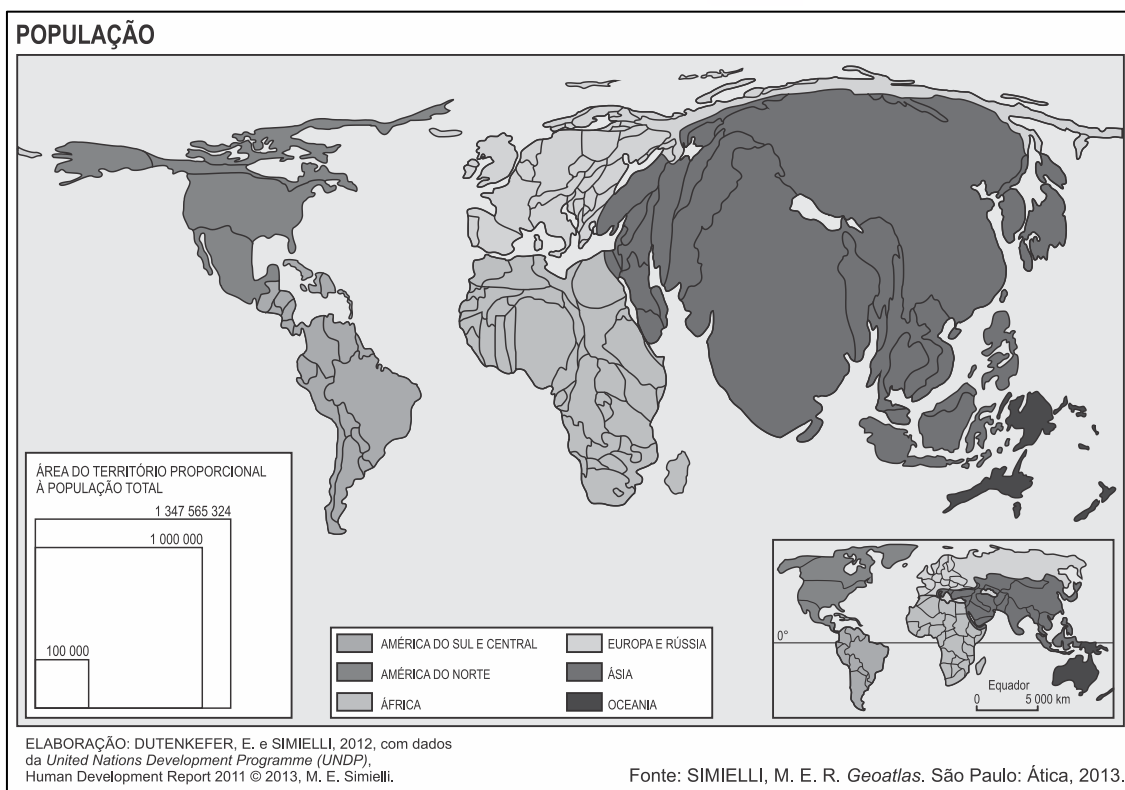 POPULAÇÃO
ÁREA DO TERRITÓRIO PROPORCIONAL
À POPULAÇÃO TOTAL
1 347 565 324
1 000 000
100 000
AMÉRICA DO SUL E CENTRAL
AMÉRICA DO NORTE
ÁFRICA
EUROPA E RÚSSIA
ÁSIA
OCEANIA
0°
Equador
0 5 000 km
ELABORAÇÃO: DUTENKEFER, E. e SIMIELLI, 2012, com dados
da United Nations Development Programme (UNDP),
Human Development Report 2011 © 2013, M. E. Simielli.
Fonte: SIMIELLI, M. E. R. Geoatlas. São Paulo: Ática, 2013.